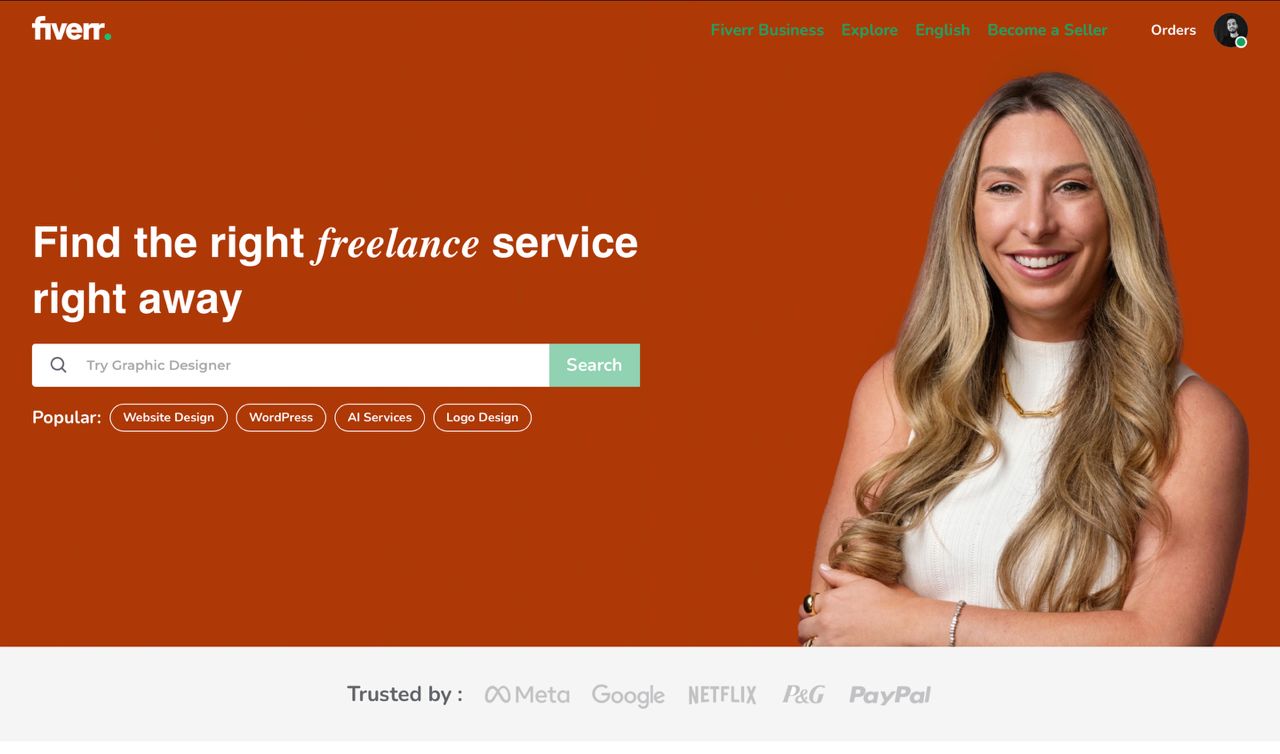 fiverr.
Fiverr Business Explore English Become a Seller Orders
Find the right freelance service
right away
Try Graphic Designer Search
Popular: Website Design WordPress AI Services Logo Design
Trusted by : Meta Google NETFLIX P&G PayPal